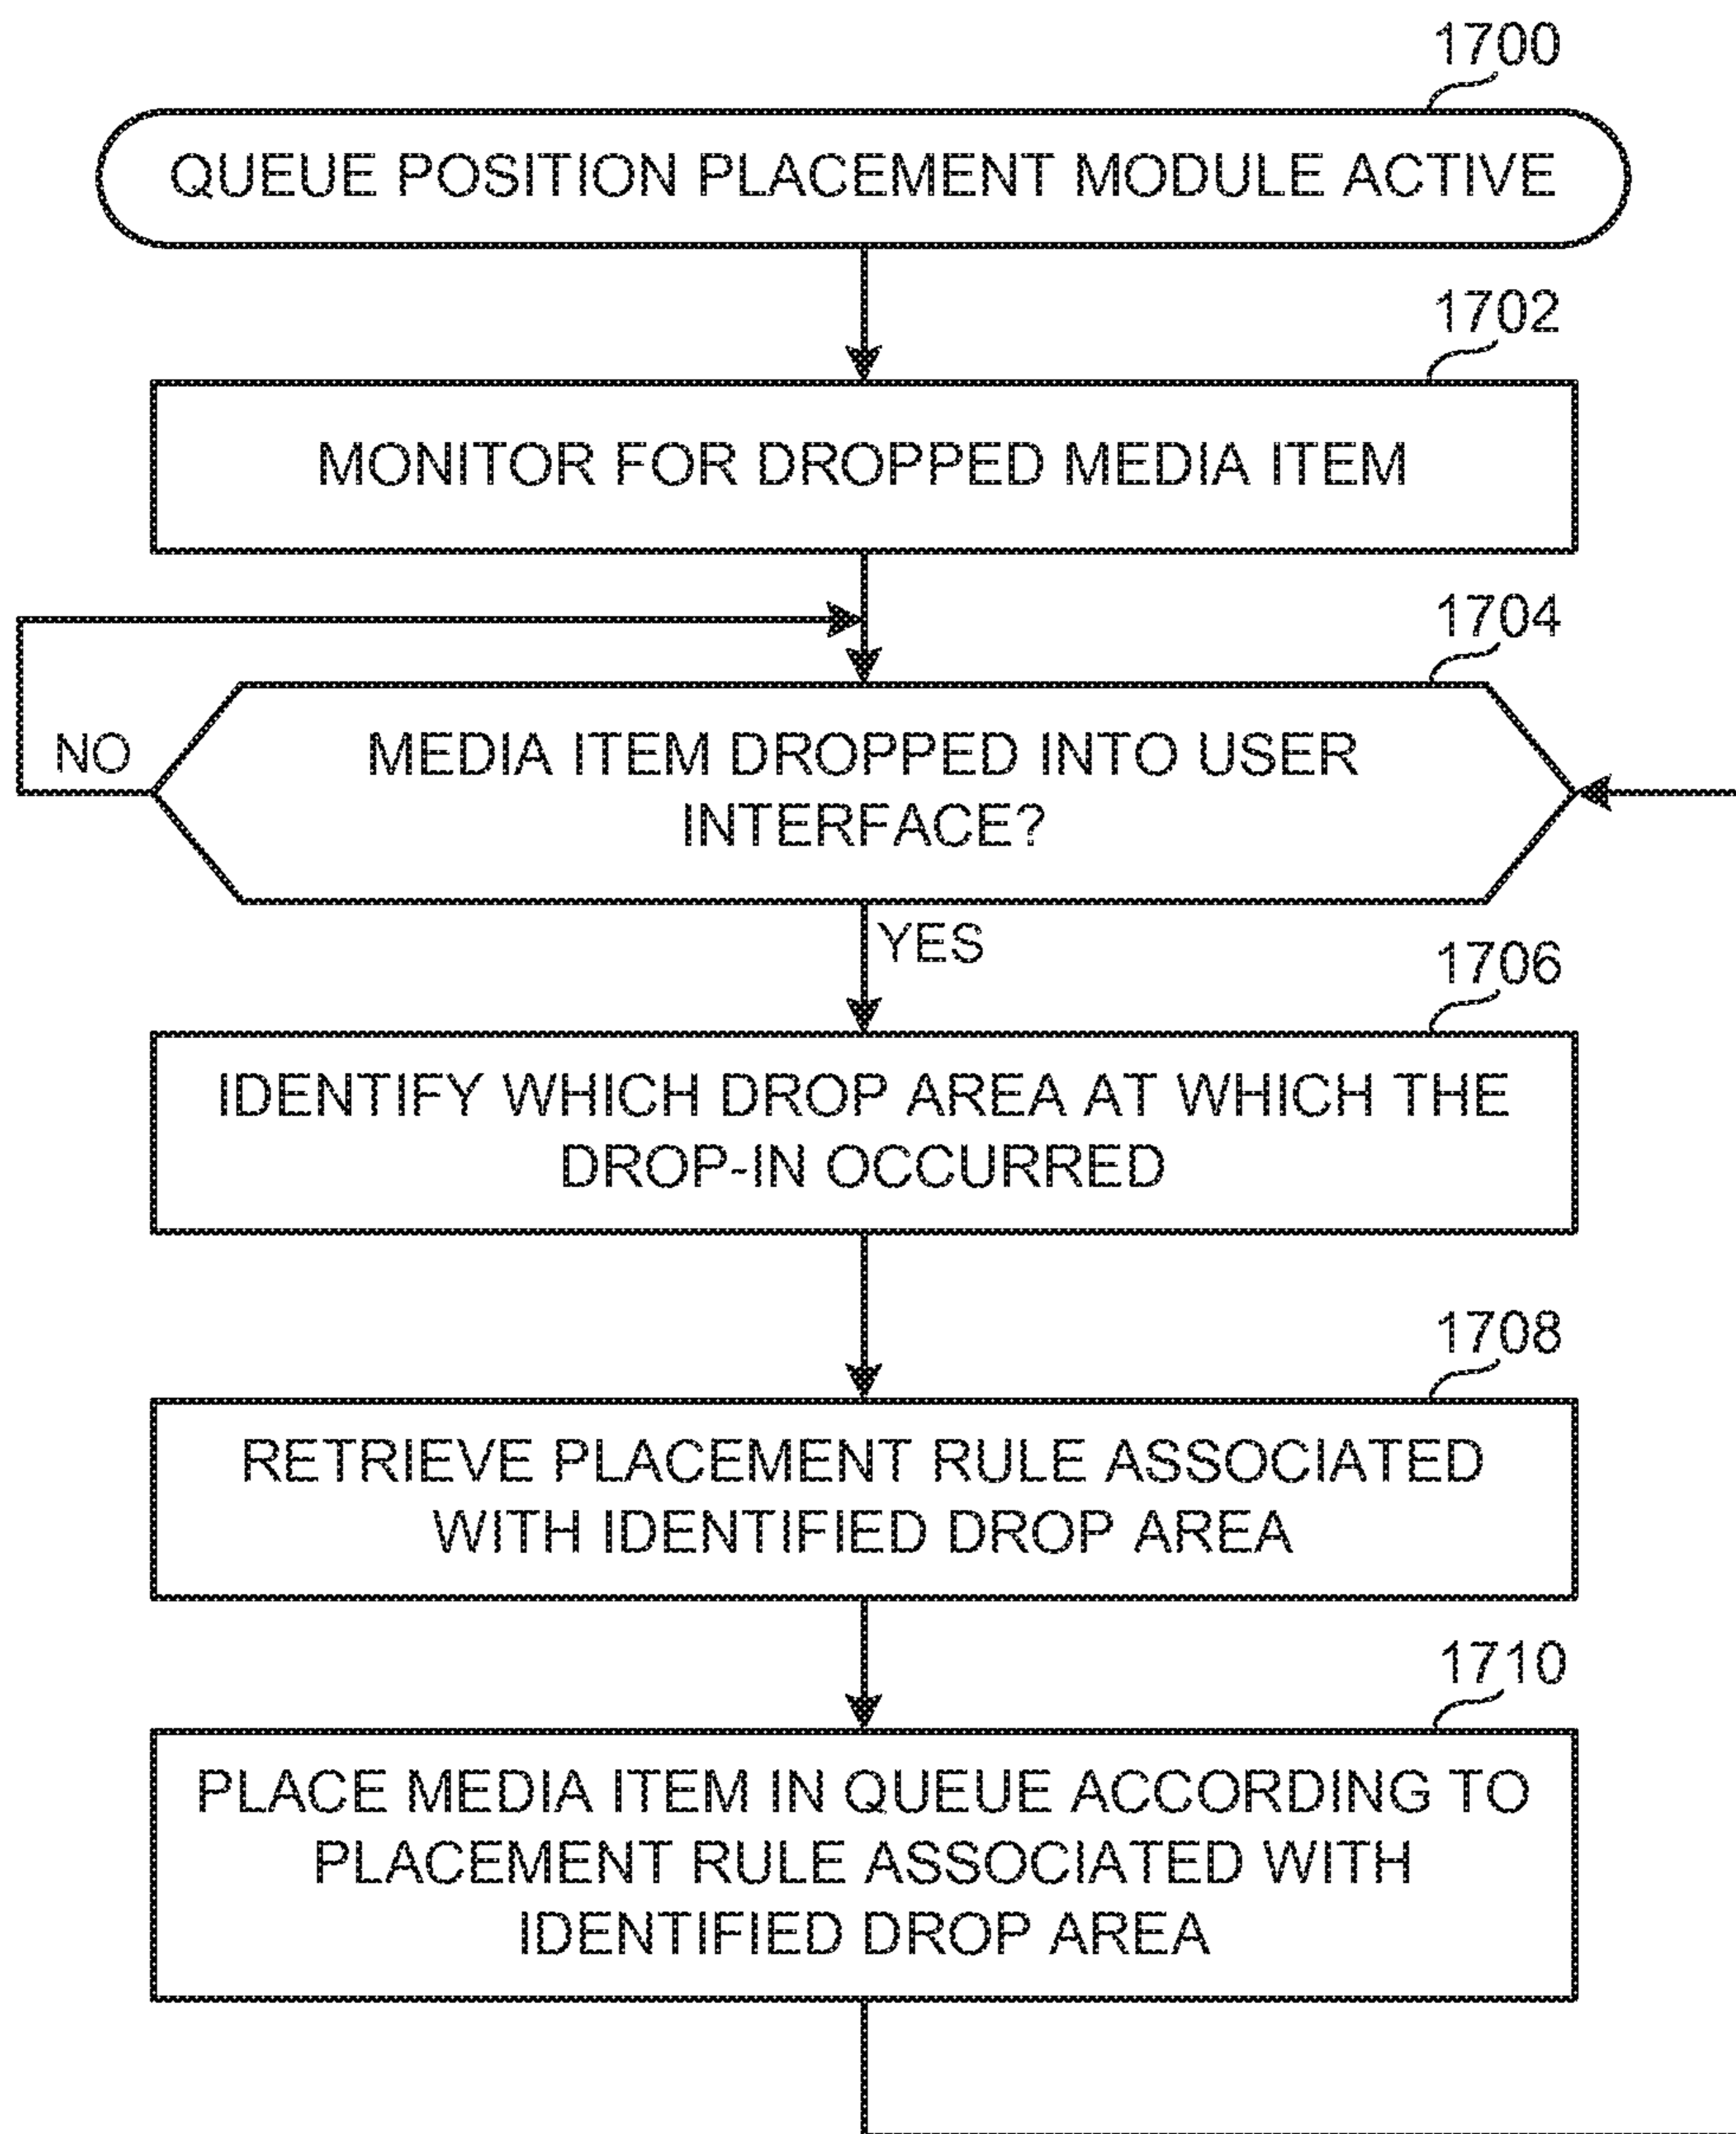 1700
QUEUE POSITION PLACEMENT MODULE ACTIVE
1702
MONITOR FOR DROPPED MEDIA ITEM
1704
MEDIA ITEM DROPPED INTO USER
INTERFACE?
NO
YES
1706
IDENTIFY WHICH DROP AREA AT WHICH THE
DROP-IN OCCURRED
1708
RETRIEVE PLACEMENT RULE ASSOCIATED
WITH IDENTIFIED DROP AREA
1710
PLACE MEDIA ITEM IN QUEUE ACCORDING TO
PLACEMENT RULE ASSOCIATED WITH
IDENTIFIED DROP AREA